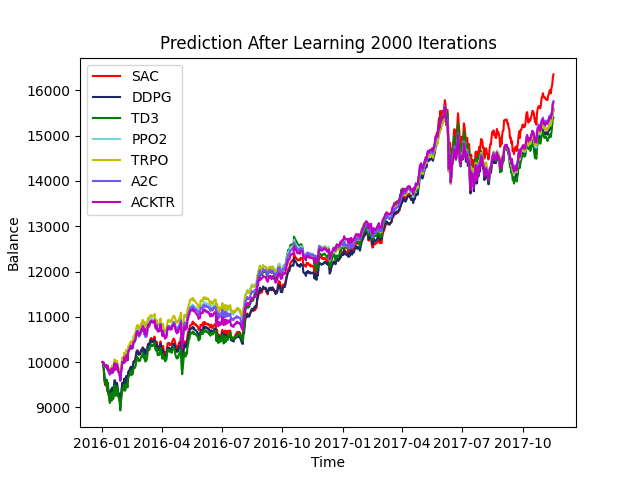 Prediction After Learning 2000 Iterations
SAC
DDPG
TD3
PPO2
TRPO
A2C
ACKTR
Balance
16000
15000
14000
13000
12000
11000
10000
9000
2016-01 2016-04 2016-07 2016-10 2017-01 2017-04 2017-07 2017-10
Time